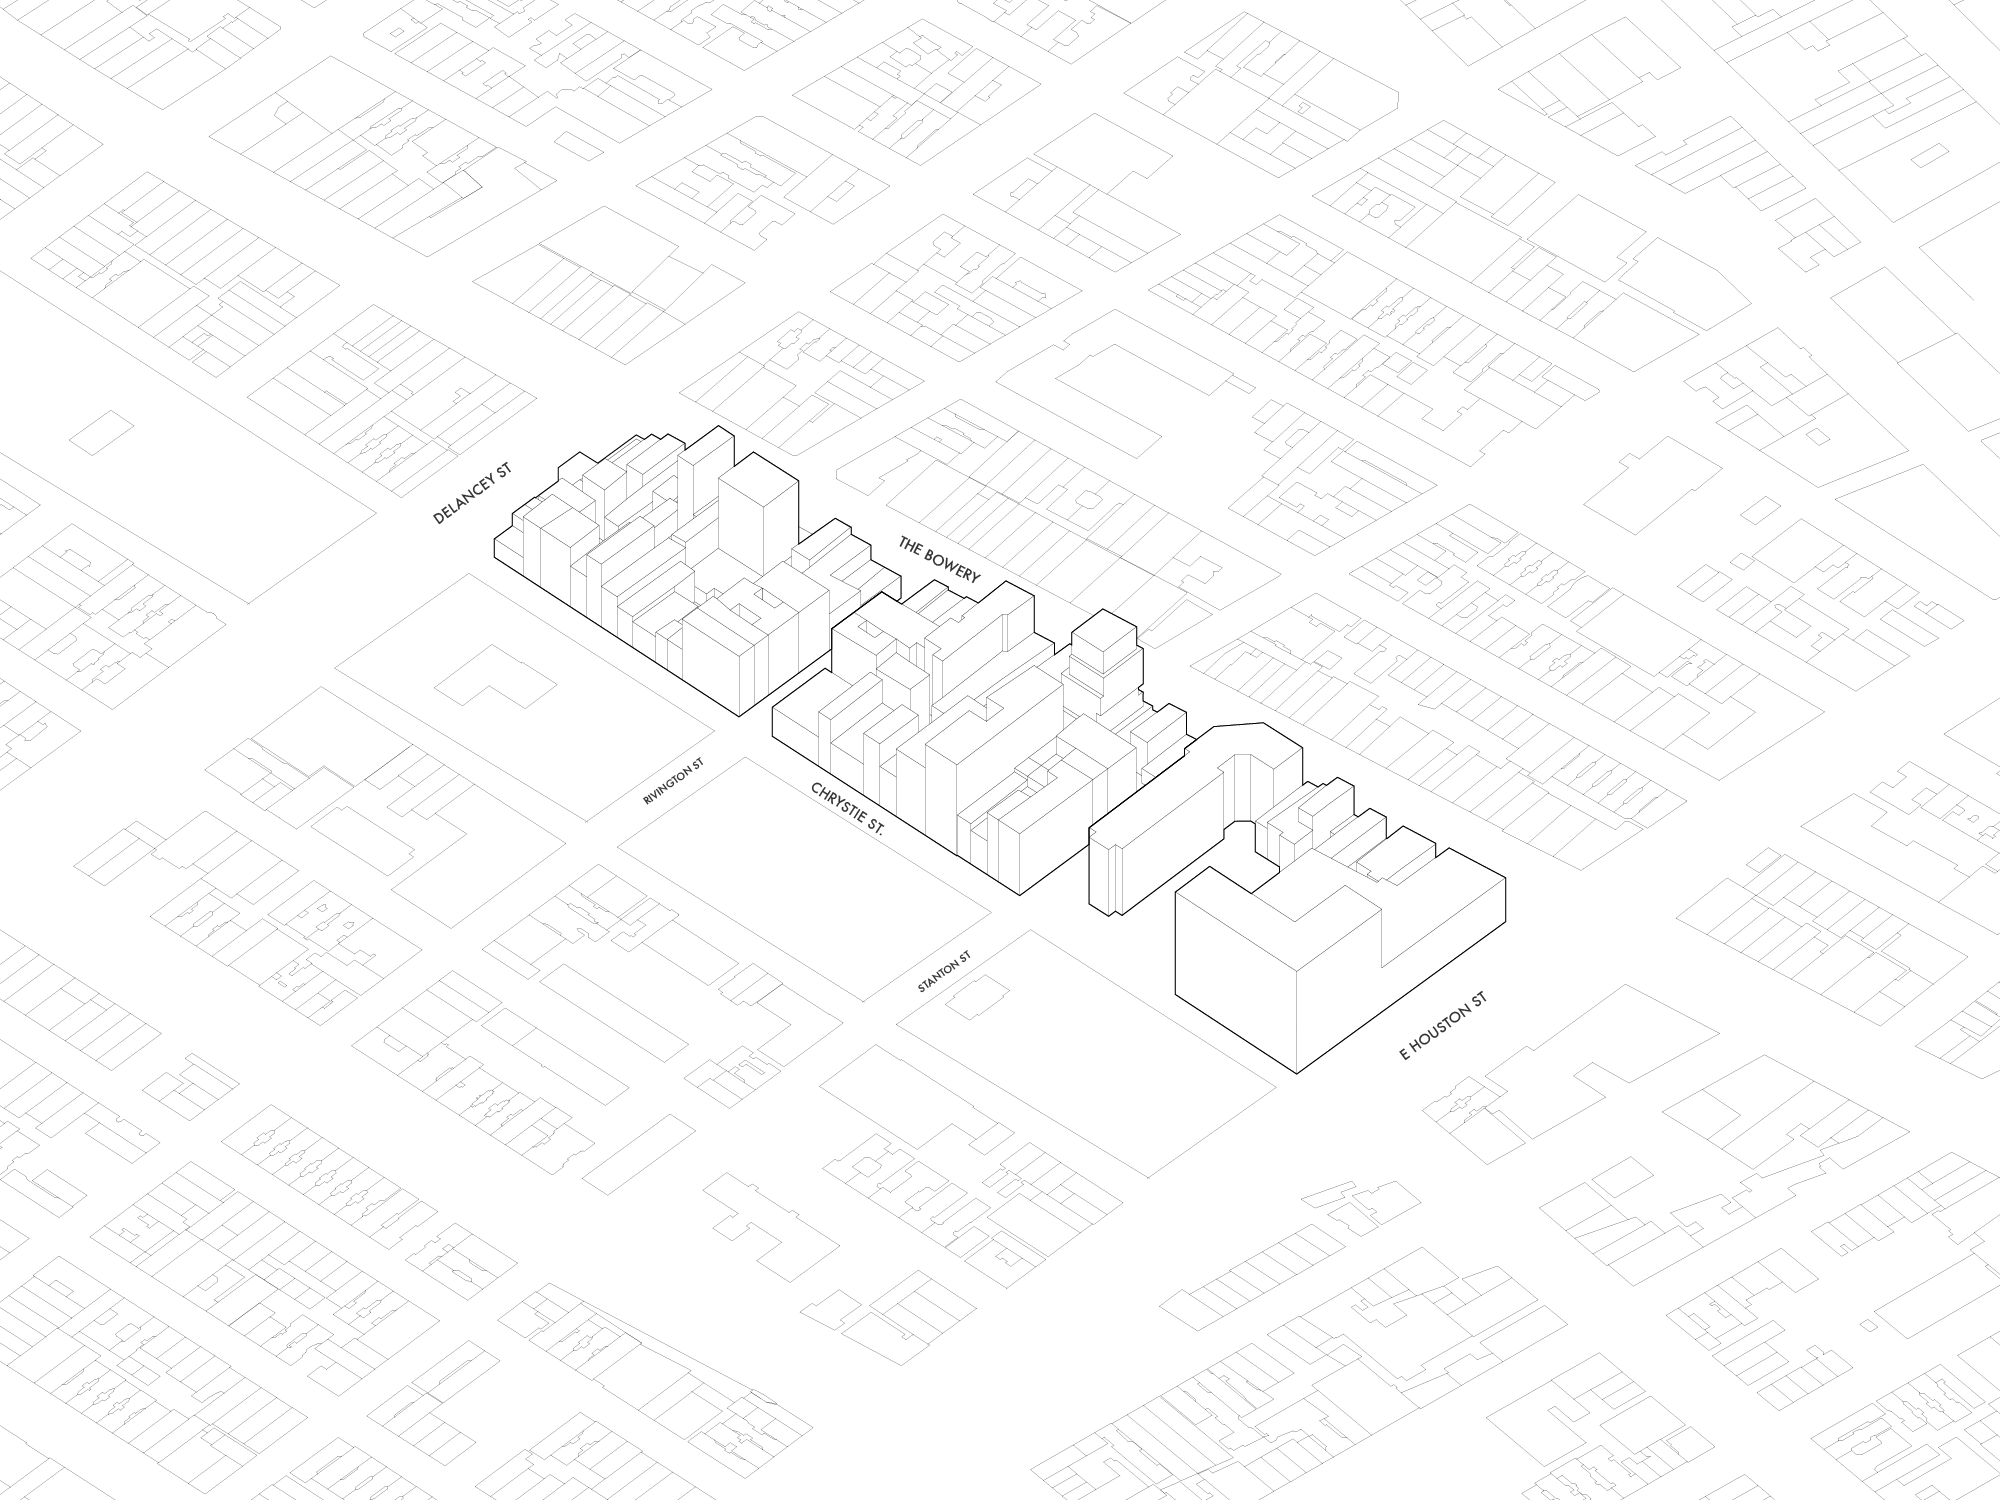 DELANCEY ST
THE BOWERY
RIVINGTON ST
CHRYSTIE ST.
STANTON ST
E HOUSTON ST